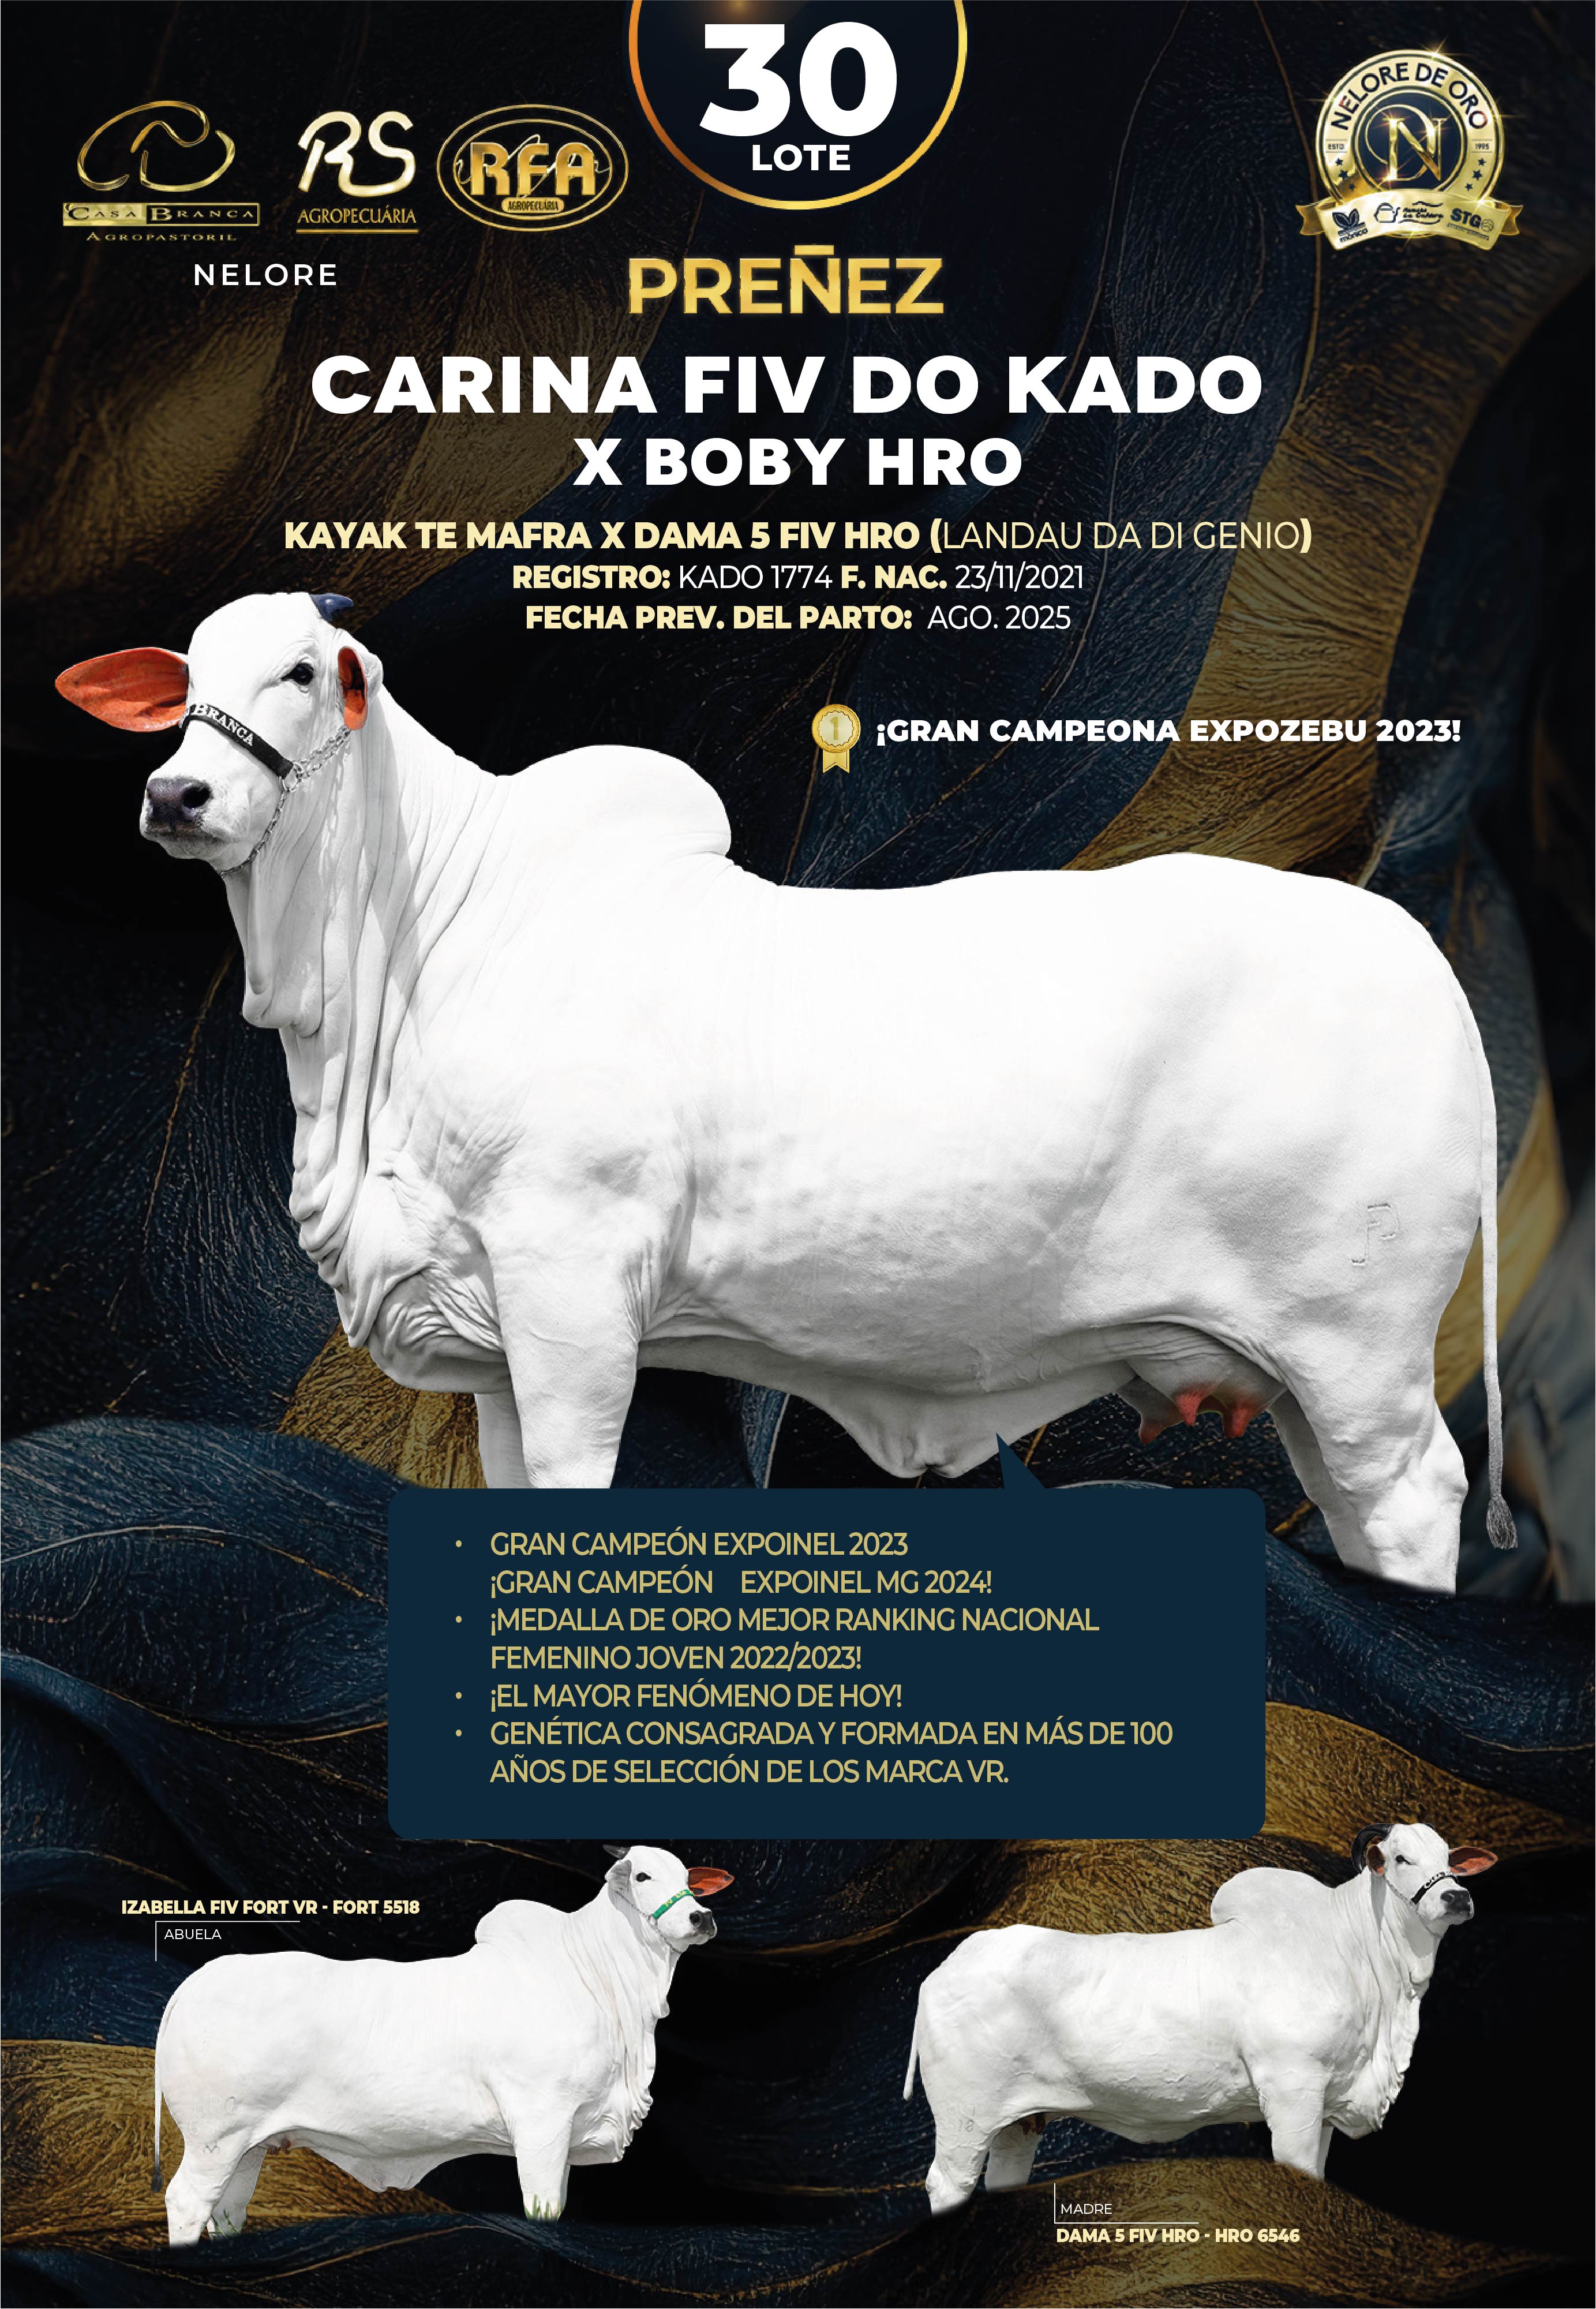 30
LOTE
CASA BRANCA
AGROPASTORIL
NELORE
RS
AGROPECUÁRIA
RFA
AGROPECUÁRIA
NELORE DE ORO
ESTD
1995
N
STG
PREÑEZ
CARINA FIV DO KADO
X BOBY HRO
KAYAK TE MAFRA X DAMA 5 FIV HRO (LANDAU DA DI GENIO)
REGISTRO: KADO 1774 F. NAC. 23/11/2021
FECHA PREV. DEL PARTO: AGO. 2025
1
¡GRAN CAMPEONA EXPOZEBU 2023!
BRANCA
• GRAN CAMPEÓN EXPOINEL 2023
¡GRAN CAMPEÓN EXPOINEL MG 2024!
• ¡MEDALLA DE ORO MEJOR RANKING NACIONAL
FEMENINO JOVEN 2022/2023!
• ¡EL MAYOR FENÓMENO DE HOY!
• GENÉTICA CONSAGRADA Y FORMADA EN MÁS DE 100
AÑOS DE SELECCIÓN DE LOS MARCA VR.
IZABELLA FIV FORT VR - FORT 5518
ABUELA
MADRE
DAMA 5 FIV HRO - HRO 6546